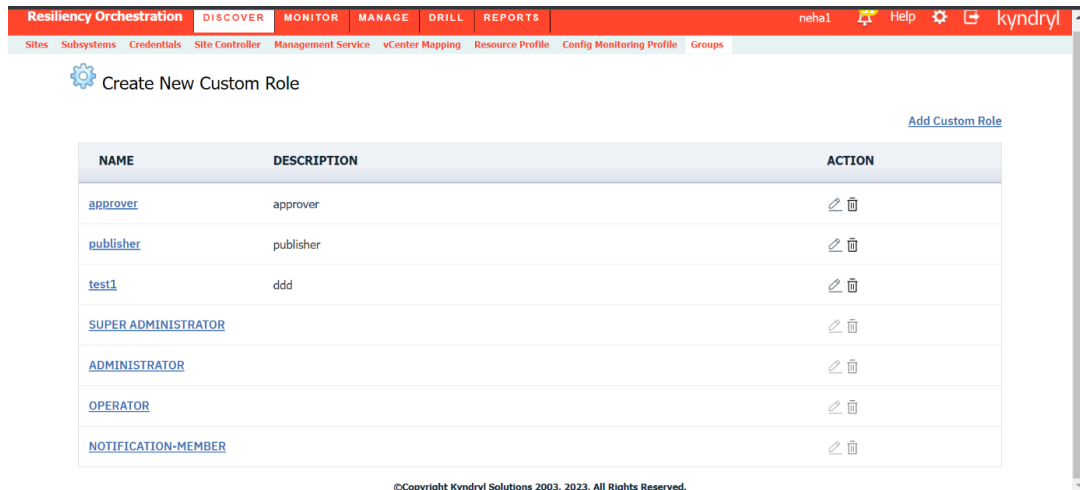 Resiliency Orchestration DISCOVER MONITOR MANAGE DRILL REPORTS neha1 Help kyndryl
Sites Subsystems Credentials Site Controller Management Service vCenter Mapping Resource Profile Config Monitoring Profile Groups
Create New Custom Role
Add Custom Role
NAME DESCRIPTION ACTION
approver approver
publisher publisher
test1 ddd
SUPER ADMINISTRATOR
ADMINISTRATOR
OPERATOR
NOTIFICATION-MEMBER
©Copyright Kyndryl Solutions 2003, 2023. All Rights Reserved.